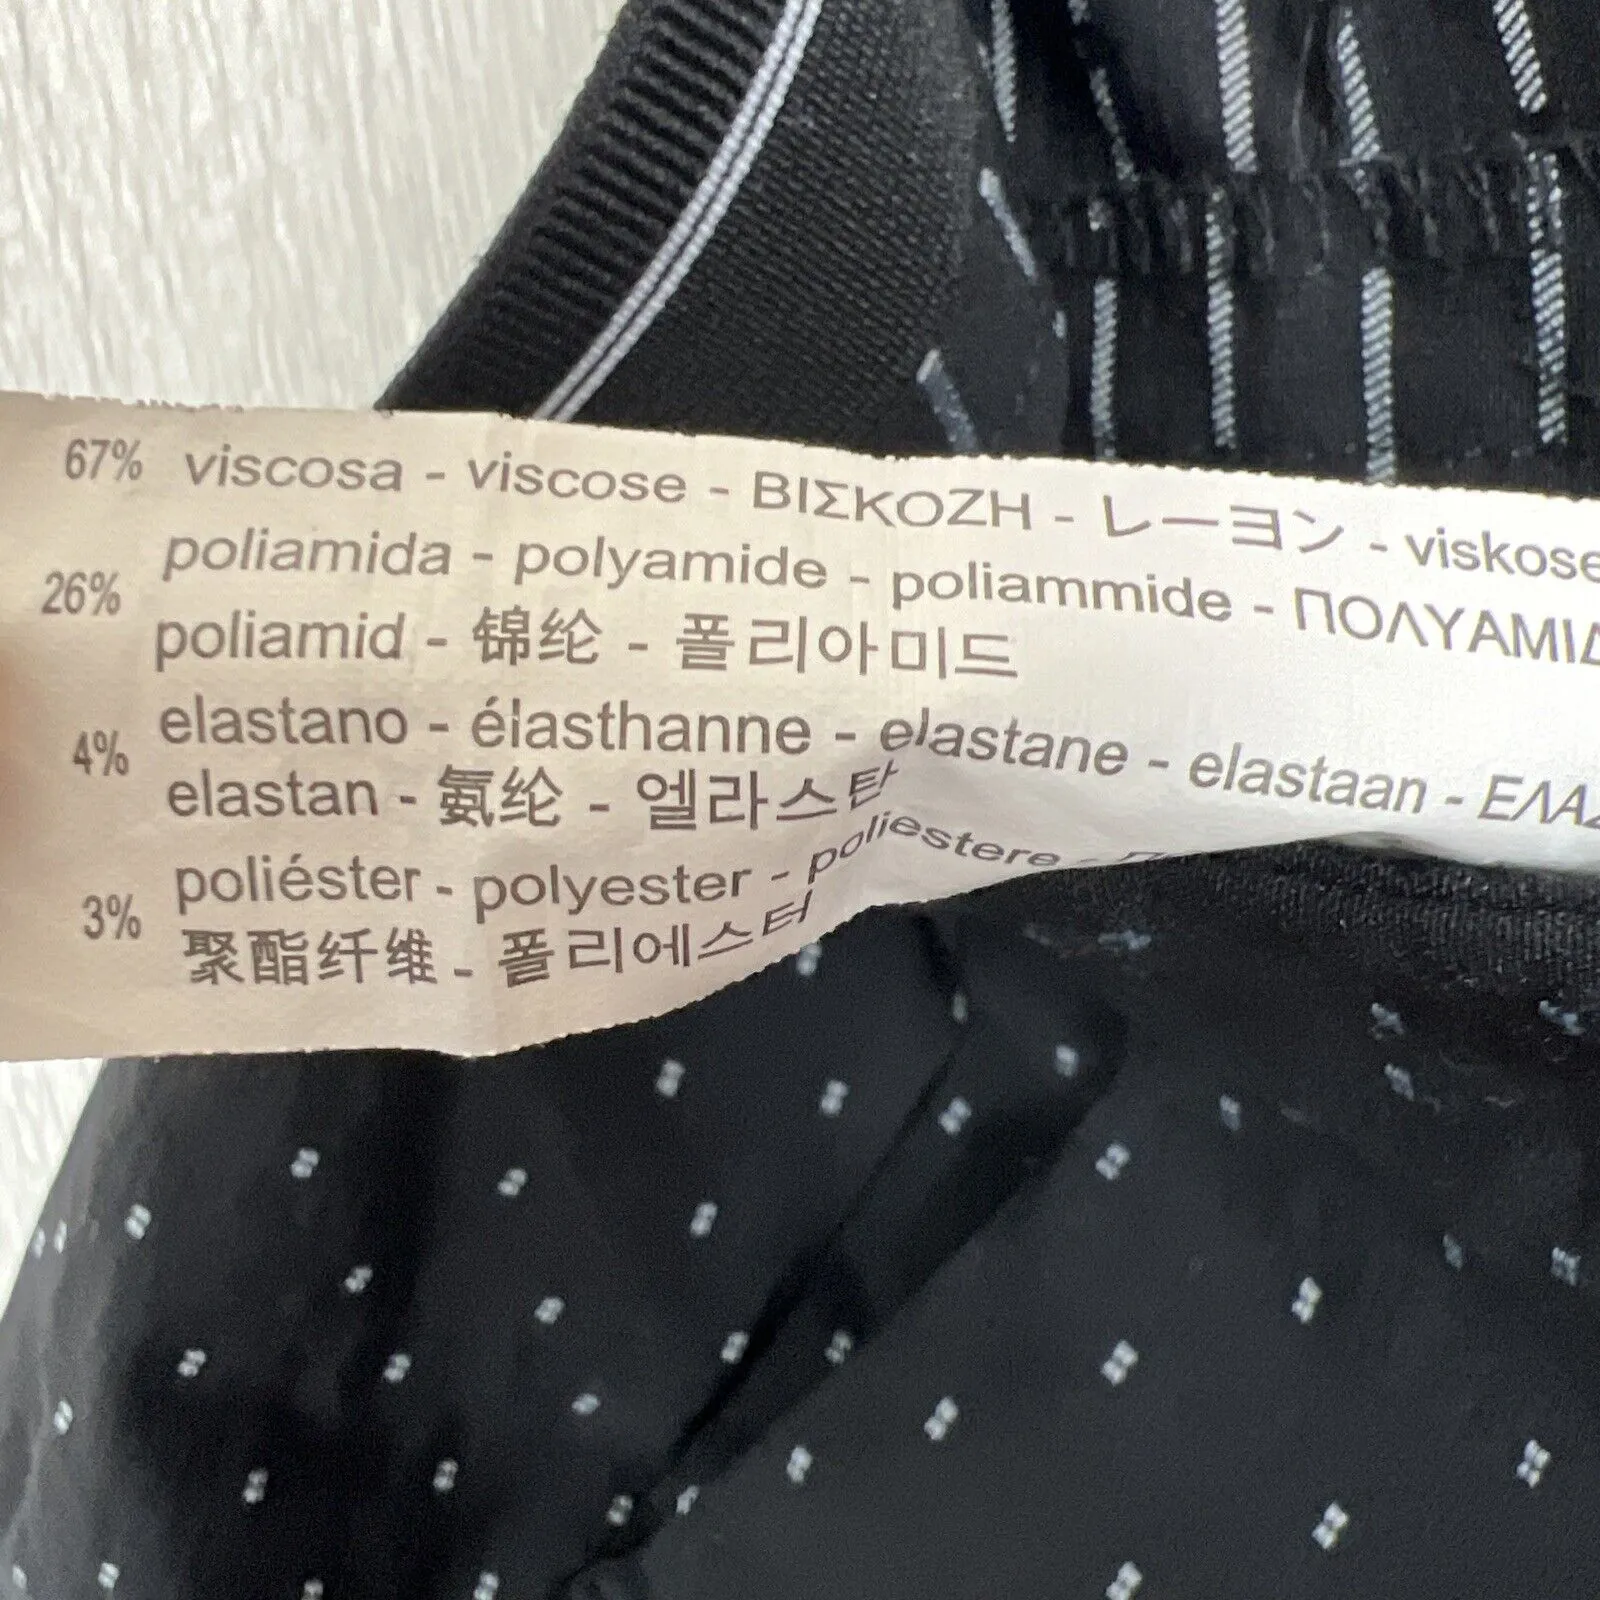 67% viscosa - viscose - ΒΙΣΚΟΖΗ - レーヨン - viskose
26% poliamida - polyamide - poliammide -
poliamid - 锦纶 - 폴리아미드
4% elastano - élasthanne - elastane - elastaan -
elastan - 氨纶 - 엘라스탄
3% poliéster - polyester - poliestere -
聚酯纤维 - 폴리에스터